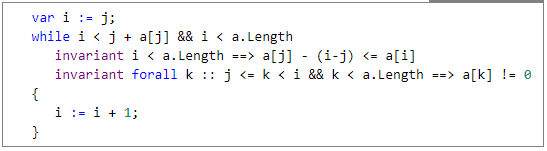 var i := j;
while i < j + a[j] && i < a.Length
invariant i < a.Length ==> a[j] - (i-j) <= a[i]
invariant forall k :: j <= k < i && k < a.Length ==> a[k] != 0
{
i := i + 1;
}